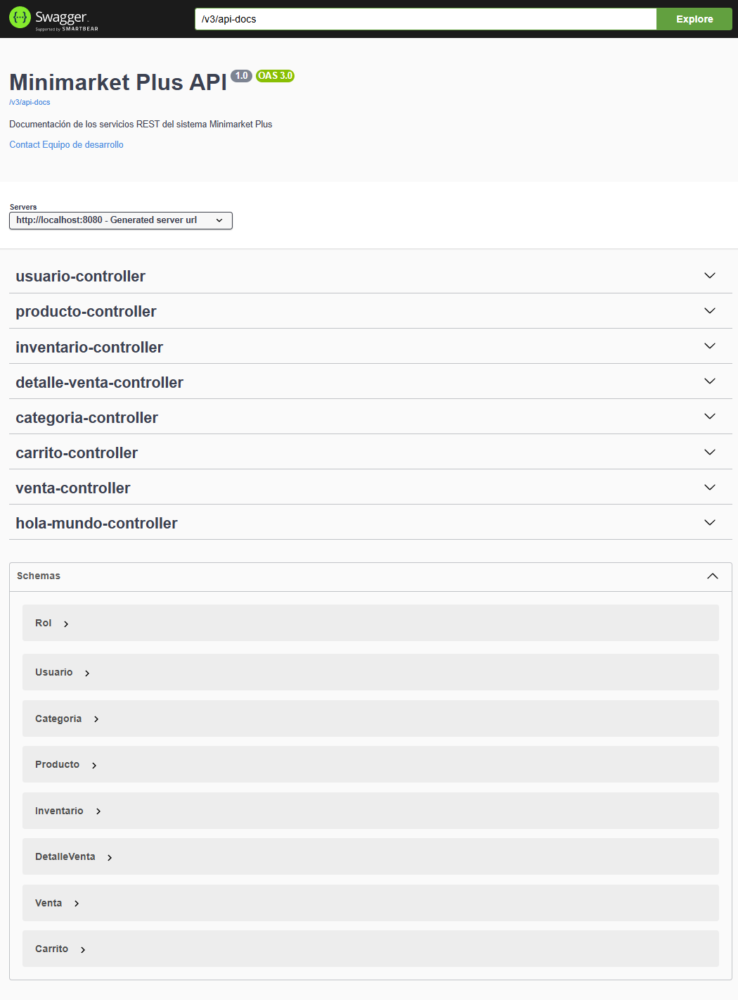 Swagger.
Supported by SMARTBEAR
/v3/api-docs
Explore
Minimarket Plus API 1.0 OAS 3.0
/v3/api-docs
Documentación de los servicios REST del sistema Minimarket Plus
Contact Equipo de desarrollo
Servers
http://localhost:8080 - Generated server url
usuario-controller
producto-controller
inventario-controller
detalle-venta-controller
categoria-controller
carrito-controller
venta-controller
hola-mundo-controller
Schemas
Rol
Usuario
Categoria
Producto
Inventario
DetalleVenta
Venta
Carrito